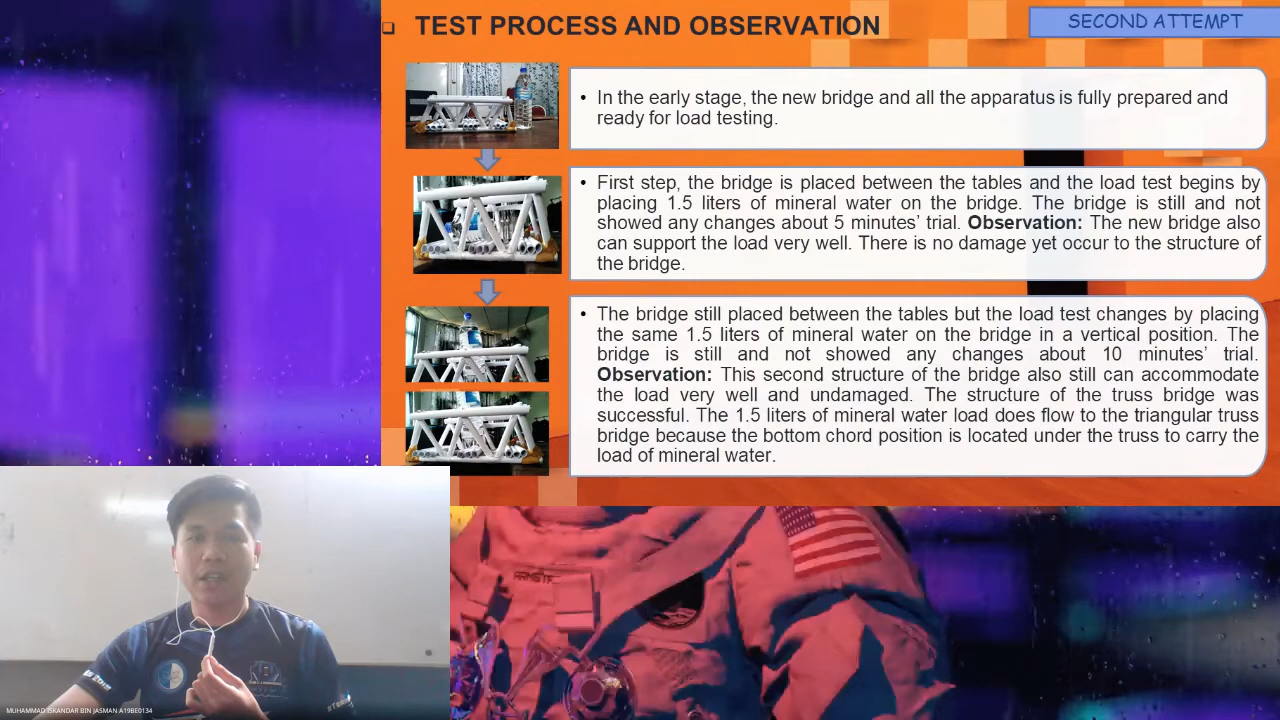 TEST PROCESS AND OBSERVATION
SECOND ATTEMPT
• In the early stage, the new bridge and all the apparatus is fully prepared and
ready for load testing.
• First step, the bridge is placed between the tables and the load test begins by
placing 1.5 liters of mineral water on the bridge. The bridge is still and not
showed any changes about 5 minutes’ trial. Observation: The new bridge also
can support the load very well. There is no damage yet occur to the structure of
the bridge.
• The bridge still placed between the tables but the load test changes by placing
the same 1.5 liters of mineral water on the bridge in a vertical position. The
bridge is still and not showed any changes about 10 minutes’ trial.
Observation: This second structure of the bridge also still can accommodate
the load very well and undamaged. The structure of the truss bridge was
successful. The 1.5 liters of mineral water load does flow to the triangular truss
bridge because the bottom chord position is located under the truss to carry the
load of mineral water.
MUHAMMAD ISKANDAR BIN JASMAN A19BE0134